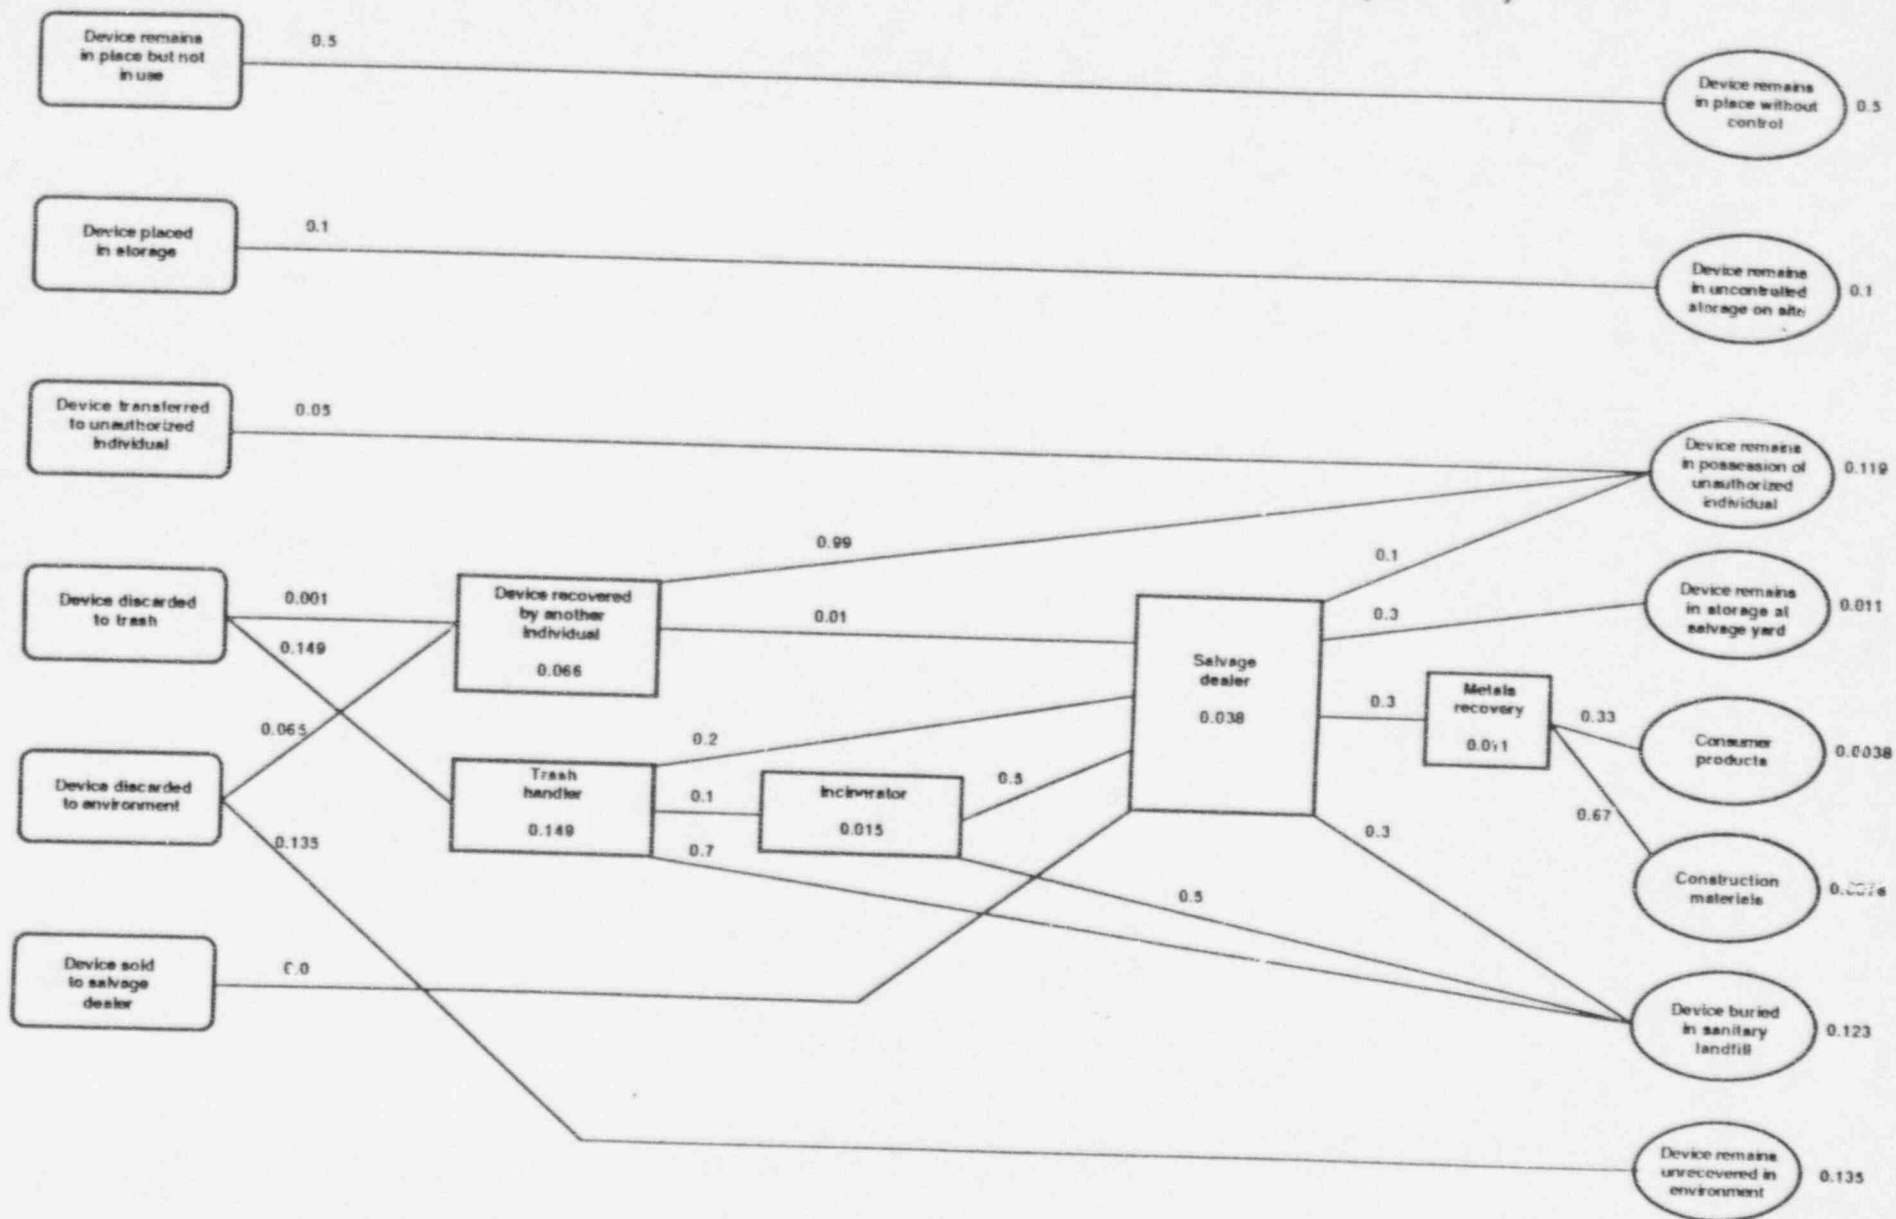 Device remains
in place but not
in use
0.5
Device remains
in place without
control
0.5
Device placed
in storage
0.1
Device remains
in uncontrolled
storage on site
0.1
Device transferred
to unauthorized
individual
0.05
Device remains
in possession of
unauthorized
individual
0.119
Device discarded
to trash
0.001
0.149
Device recovered
by another
individual
0.066
0.99
0.01
0.1
0.3
Device remains
in storage at
salvage yard
0.011
Salvage
dealer
0.038
0.3
Metals
recovery
0.33
Consumer
products
0.0038
0.67
Construction
materials
Device discarded
to environment
0.065
0.135
Trash
handler
0.149
0.2
0.1
0.7
Incinerator
0.015
0.5
0.5
0.3
Device sold
to salvage
dealer
Device buried
in sanitary
landfill
0.123
Device remains
unrecovered in
environment
0.135